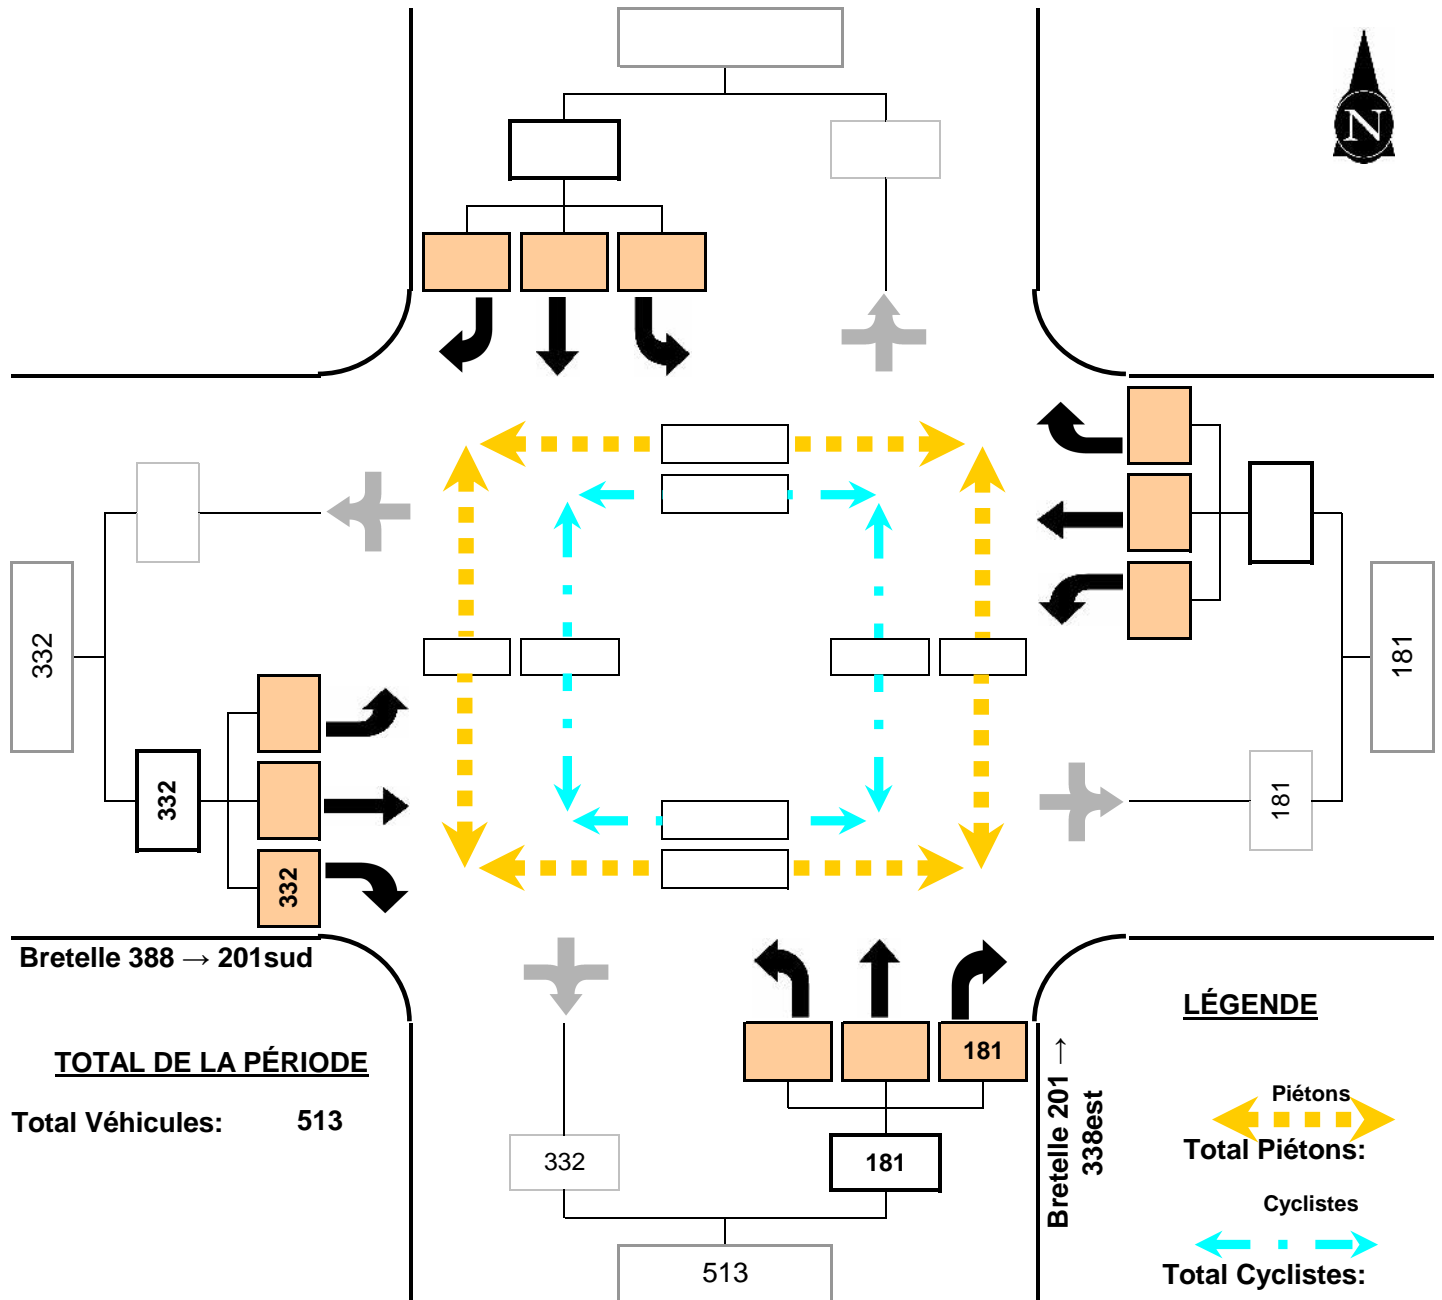 N
332
181
332
181
332
Bretelle 388 → 201sud
LÉGENDE
181
Bretelle 201 →
338est
TOTAL DE LA PÉRIODE
Piétons
Total Véhicules: 513
Total Piétons:
332
181
Cyclistes
513
Total Cyclistes: